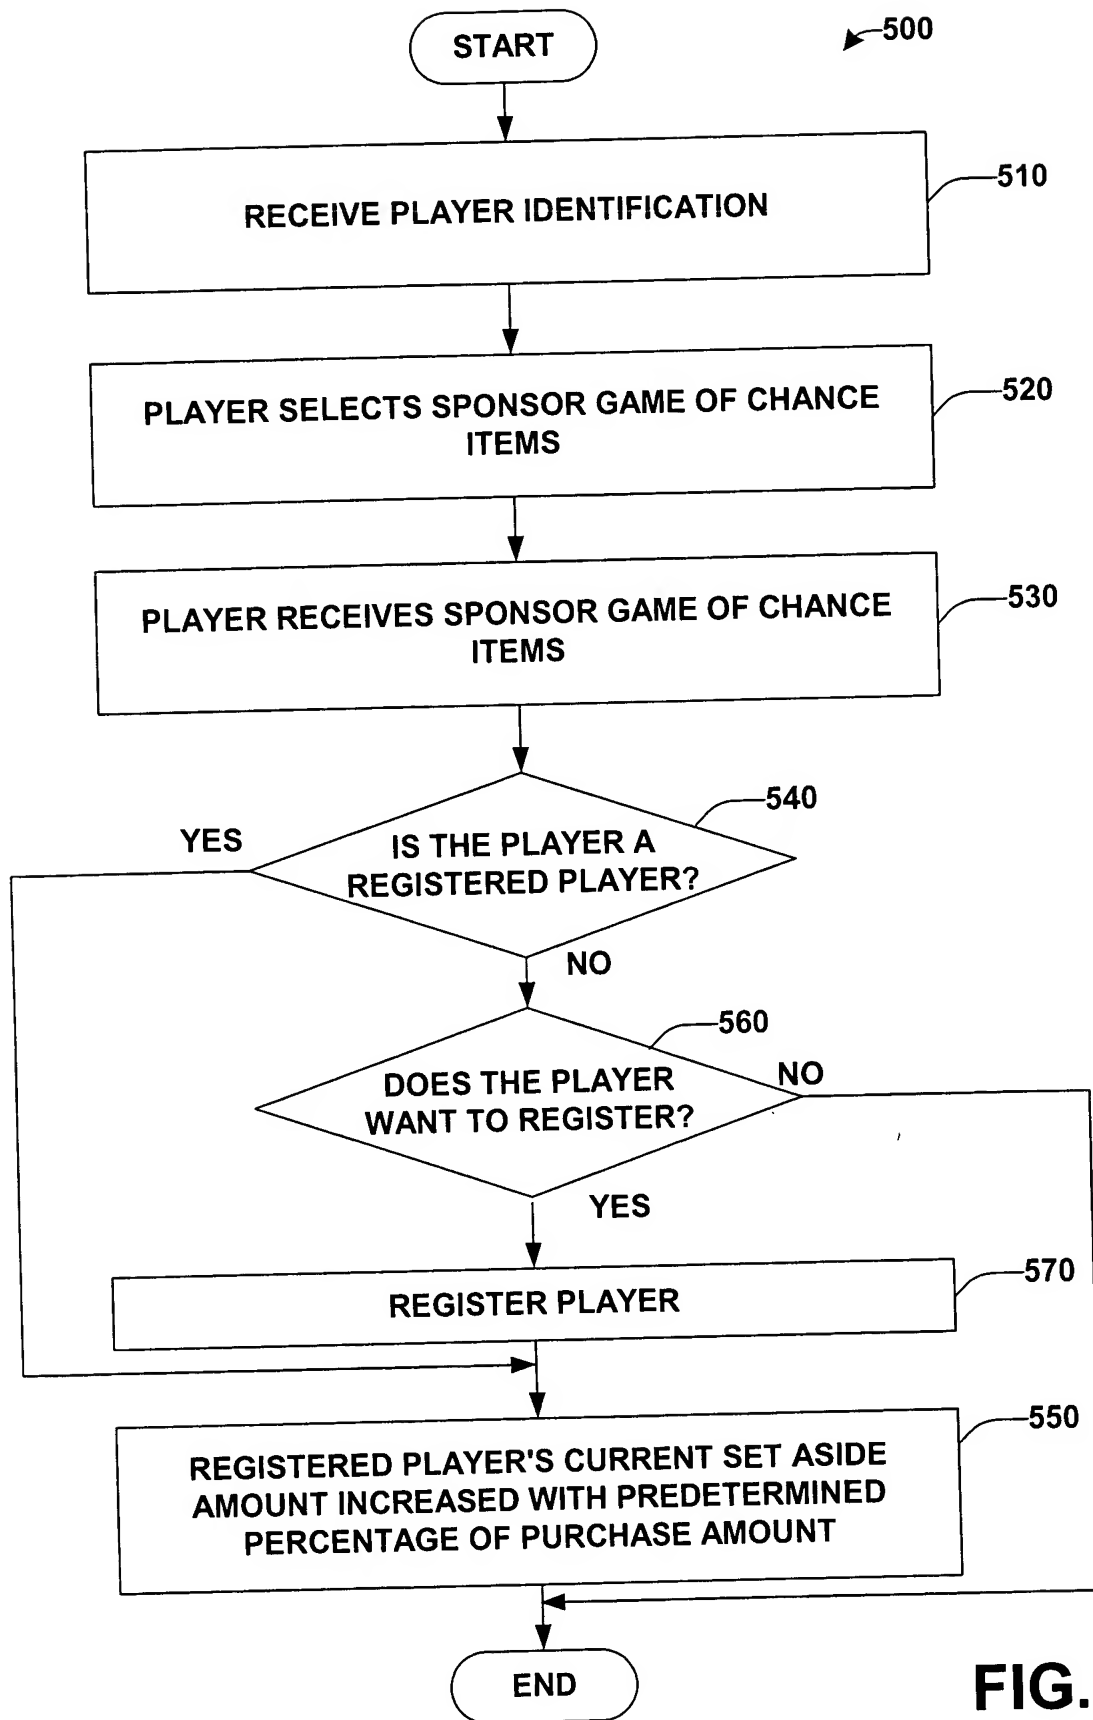 START
500
RECEIVE PLAYER IDENTIFICATION
510
PLAYER SELECTS SPONSOR GAME OF CHANCE
ITEMS
520
PLAYER RECEIVES SPONSOR GAME OF CHANCE
ITEMS
530
IS THE PLAYER A
REGISTERED PLAYER?
540
YES
NO
DOES THE PLAYER
WANT TO REGISTER?
560
NO
YES
REGISTER PLAYER
570
REGISTERED PLAYER'S CURRENT SET ASIDE
AMOUNT INCREASED WITH PREDETERMINED
PERCENTAGE OF PURCHASE AMOUNT
550
END
FIG.